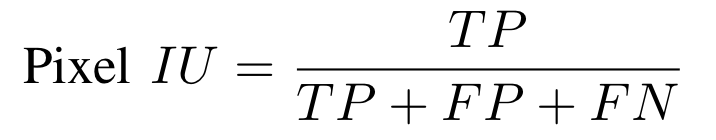 Pixel IU = TP / TP + FP + FN